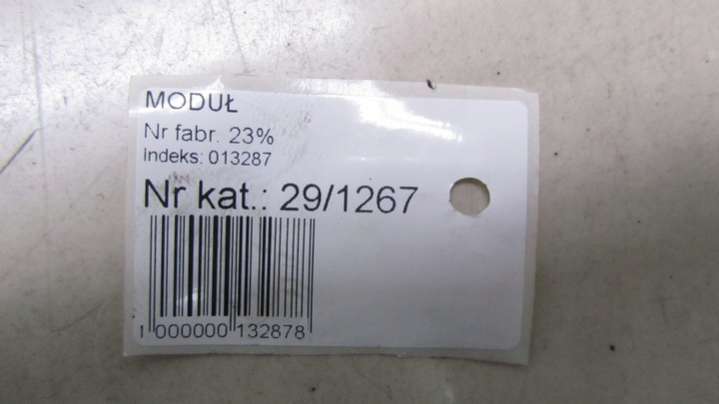 MODUŁ
Nr fabr. 23%
Indeks: 013287
Nr kat.: 29/1267
1 000000 132878